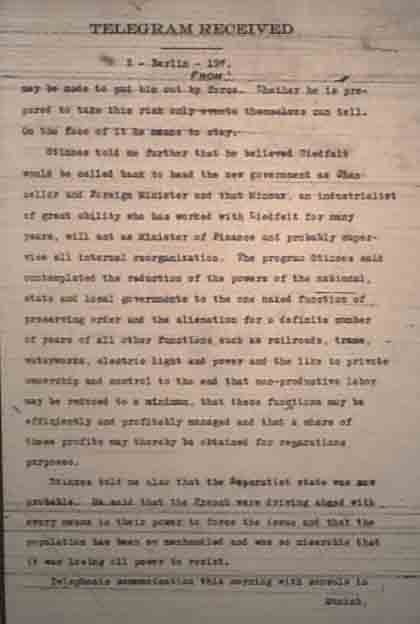 TELEGRAM RECEIVED
2 - Berlin - 197.
FROM
may be made to put him out by force. Whether he is pre-
pared to take this risk only events themselves can tell.
On the face of it he means to stay.
Stinnes told me further that he believed Wiedfelt
would be called back to head the new government as Chan-
cellor and Foreign Minister and that Minoux, an industrialist
of great ability who has worked with Wiedfelt for many
years, will act as Minister of Finance and probably super-
vise all internal reorganization. The program Stinnes said
contemplated the reduction of the powers of the national,
state and local governments to the one naked function of
preserving order and the alienation for a definite number
of years of all other functions such as railroads, trams,
waterworks, electric light and power and the like to private
ownership and control to the end that non-productive labor
may be reduced to a minimum, that these functions may be
efficiently and profitably managed and that a share of
these profits may thereby be obtained for reparations
purposes.
Stinnes told me also that the Separatist state was now
probable. He said that the French were driving ahead with
every means in their power to force the issue and that the
population has been so manhandled and was so miserable that
it was losing all power to resist.
Telephonic communication this morning with consuls in
Munich,